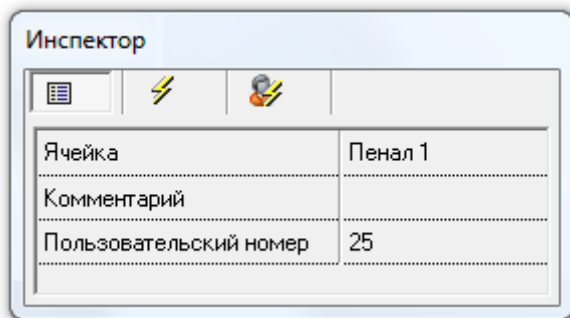 Инспектор
Ячейка Пенал 1
Комментарий
Пользовательский номер 25